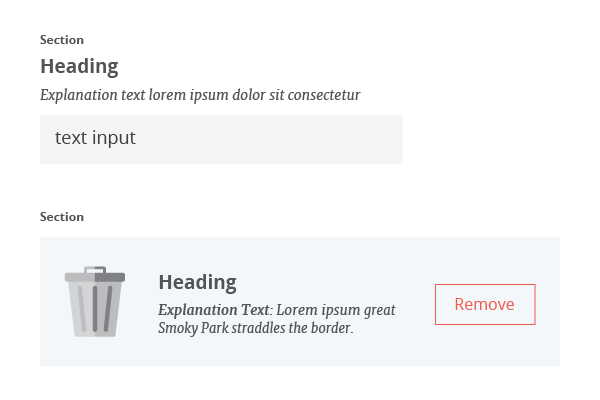 Section
Heading
Explanation text lorem ipsum dolor sit consectetur
text input
Section
Heading
Explanation Text: Lorem ipsum great
Smoky Park straddles the border.
Remove